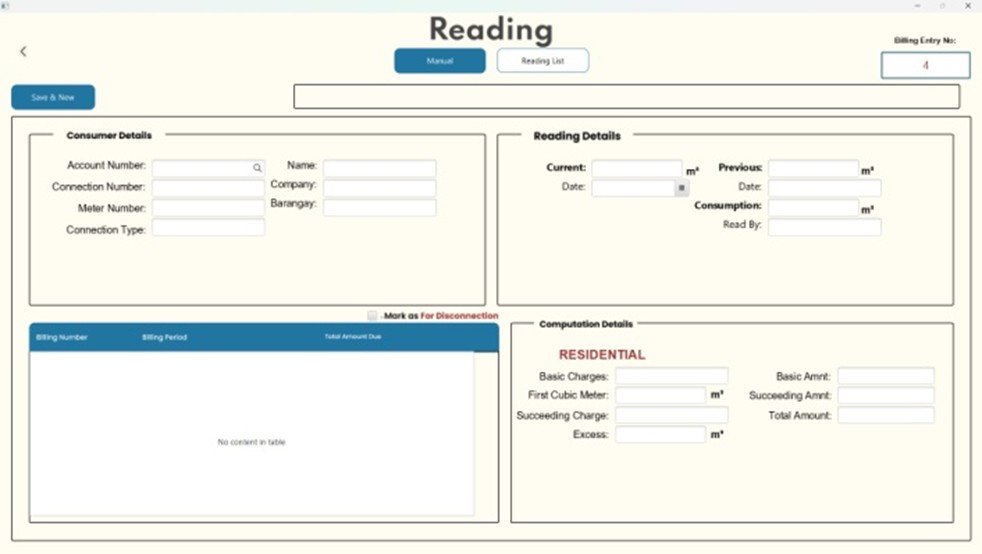 Reading
Billing Entry No:
Manual
Reading List
4
Save & New
Consumer Details
Account Number:
Name:
Connection Number:
Company:
Meter Number:
Barangay:
Connection Type:
Reading Details
Current:
m³
Previous:
m³
Date:
Date:
Consumption:
m³
Read By:
Mark as For Disconnection
Billing Number
Billing Period
Total Amount Due
No content in table
Computation Details
RESIDENTIAL
Basic Charges:
Basic Amnt:
First Cubic Meter:
m³
Succeeding Amnt:
Succeeding Charge:
Total Amount:
Excess:
m³